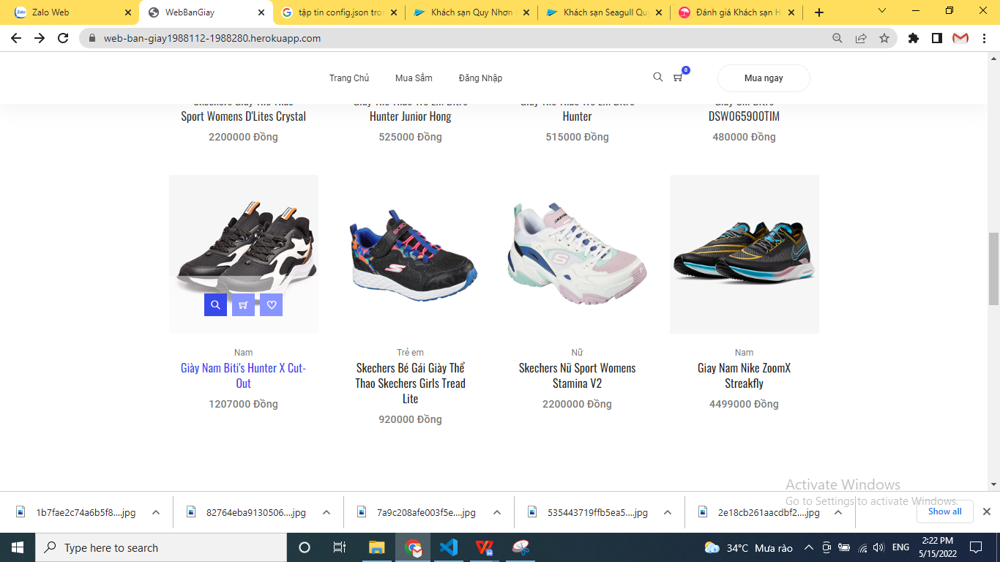 Zalo Web
WebBanGiay
tập tin config.json tron
Khách sạn Quy Nhơn
Khách sạn Seagull Quy
Đánh giá Khách sạn H
web-ban-giay1988112-1988280.herokuapp.com
Trang Chủ
Mua Sắm
Đăng Nhập
0
Mua ngay
Sport Womens D'Lites Crystal
2200000 Đồng
Hunter Junior Hong
525000 Đồng
Hunter
515000 Đồng
DSW065900TIM
480000 Đồng
Nam
Giày Nam Biti's Hunter X Cut-
Out
1207000 Đồng
Trẻ em
Skechers Bé Gái Giày Thể
Thao Skechers Girls Tread
Lite
920000 Đồng
Nữ
Skechers Nữ Sport Womens
Stamina V2
2200000 Đồng
Nam
Giay Nam Nike ZoomX
Streakfly
4499000 Đồng
Activate Windows
Go to Settings to activate Windows.
1b7fae2c74a6b5f8....jpg
82764eba9130506....jpg
7a9c208afe003f5e....jpg
535443719ffb5ea5....jpg
2e18cb261aacdbf2....jpg
Show all
Type here to search
34°C Mưa rào
ENG
2:22 PM
5/15/2022